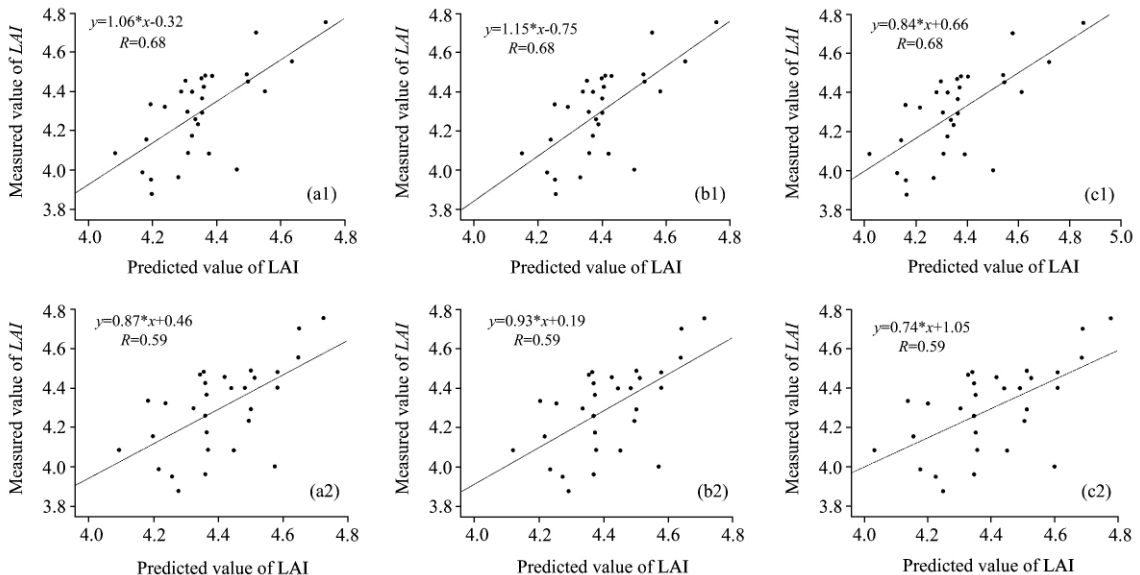 y=1.06*x-0.32
R=0.68
4.8
4.6
4.4
4.2
4.0
3.8
Measured value of LAI
(a1)
4.0 4.2 4.4 4.6 4.8
Predicted value of LAI
y=1.15*x-0.75
R=0.68
4.8
4.6
4.4
4.2
4.0
3.8
Measured value of LAI
(b1)
4.0 4.2 4.4 4.6 4.8
Predicted value of LAI
y=0.84*x+0.66
R=0.68
4.8
4.6
4.4
4.2
4.0
3.8
Measured value of LAI
(c1)
4.0 4.2 4.4 4.6 4.8 5.0
Predicted value of LAI
y=0.87*x+0.46
R=0.59
4.8
4.6
4.4
4.2
4.0
3.8
Measured value of LAI
(a2)
4.0 4.2 4.4 4.6 4.8
Predicted value of LAI
y=0.93*x+0.19
R=0.59
4.8
4.6
4.4
4.2
4.0
3.8
Measured value of LAI
(b2)
4.0 4.2 4.4 4.6 4.8
Predicted value of LAI
y=0.74*x+1.05
R=0.59
4.8
4.6
4.4
4.2
4.0
3.8
Measured value of LAI
(c2)
4.0 4.2 4.4 4.6 4.8
Predicted value of LAI